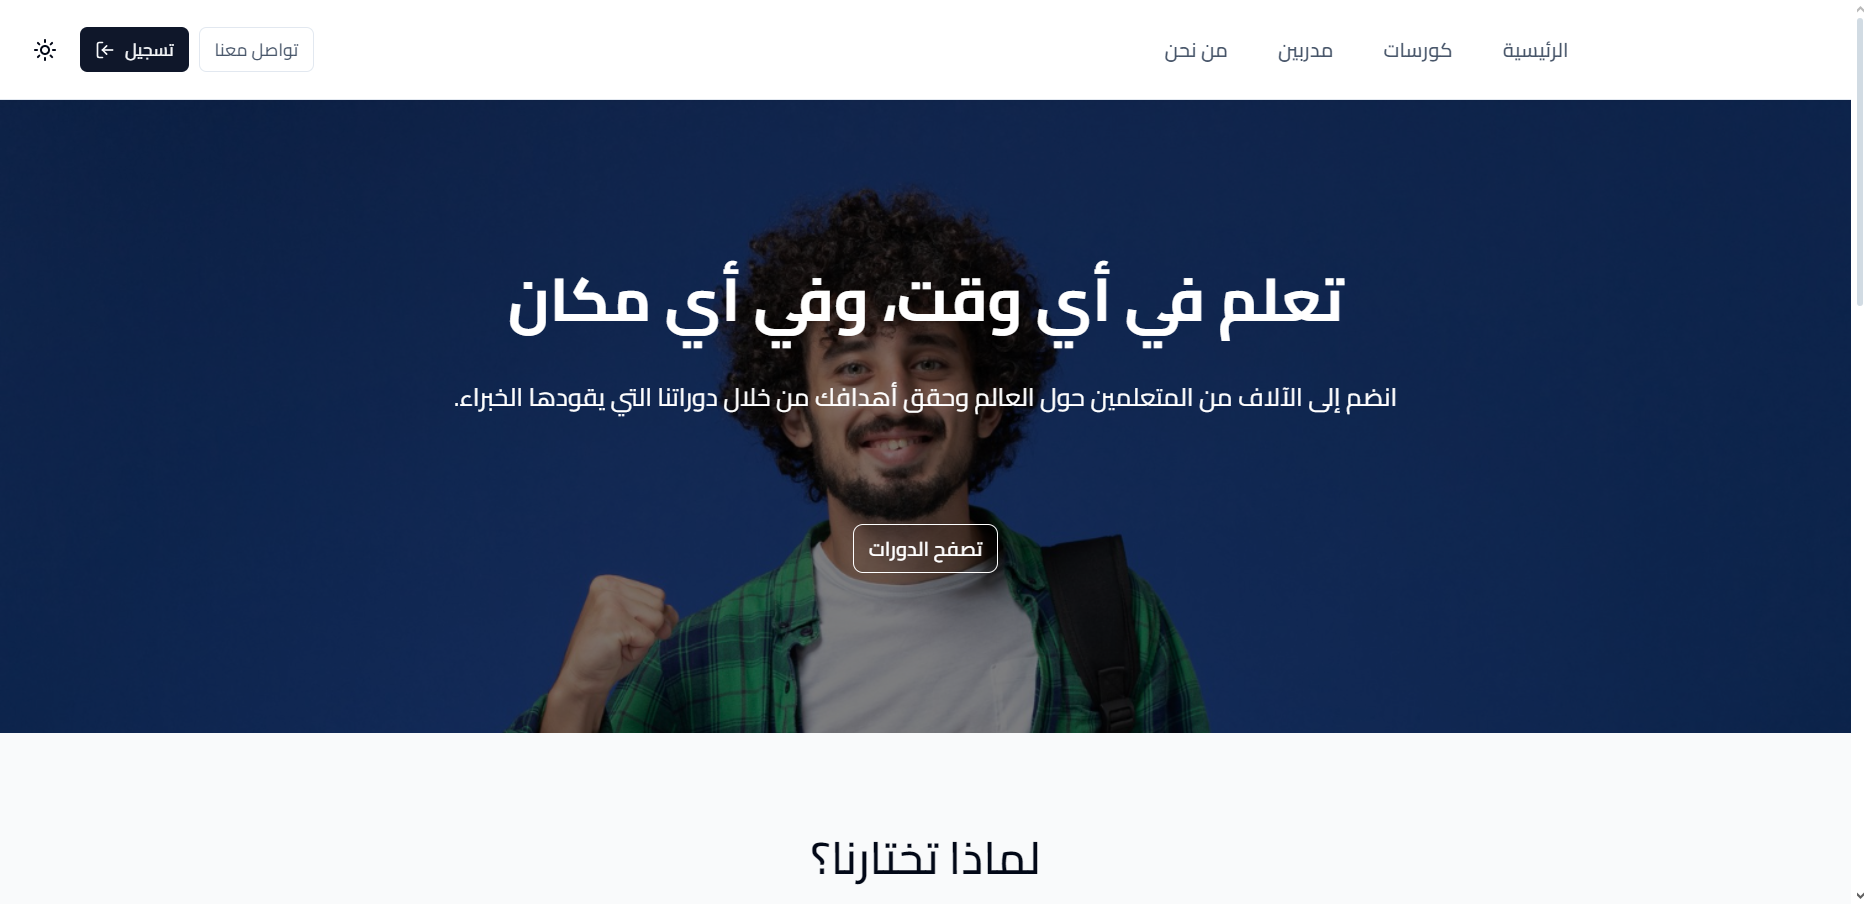 الرئيسية
كورسات
مدربين
من نحن
تواصل معنا
تسجيل
تعلم في أي وقت، وفي أي مكان
انضم إلى الآلاف من المتعلمين حول العالم وحقق أهدافك من خلال دوراتنا التي يقودها الخبراء.
تصفح الدورات
لماذا تختارنا؟